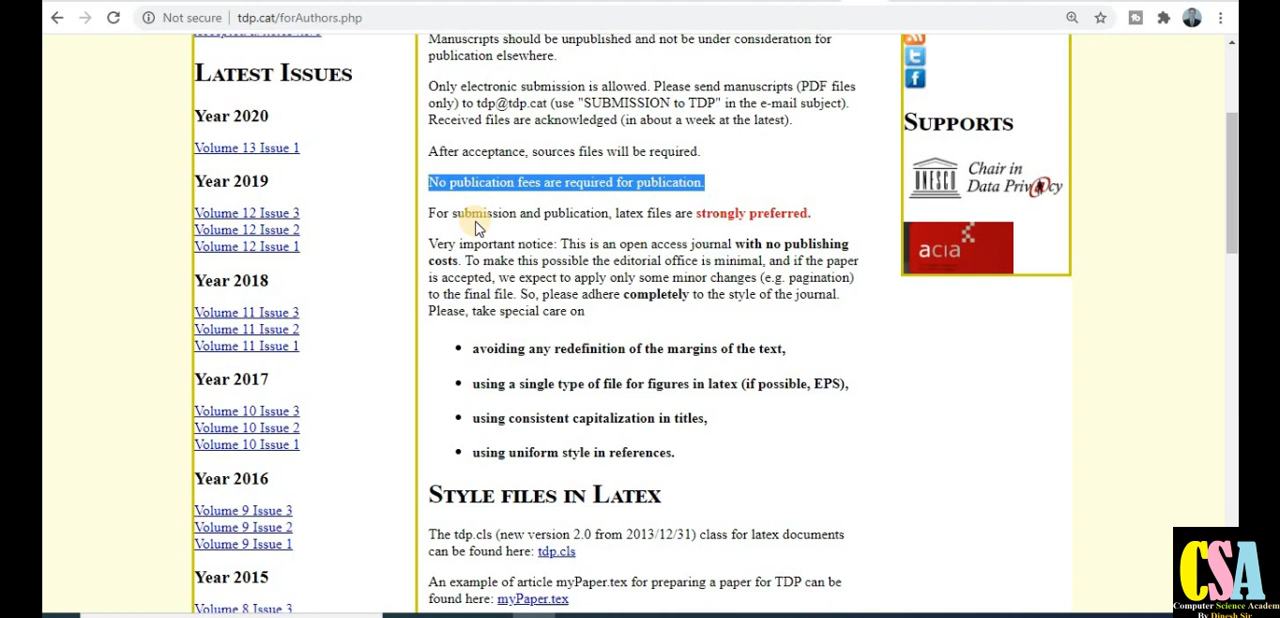 Not secure
tdp.cat/forAuthors.php
LATEST ISSUES
Year 2020
Volume 13 Issue 1
Year 2019
Volume 12 Issue 3
Volume 12 Issue 2
Volume 12 Issue 1
Year 2018
Volume 11 Issue 3
Volume 11 Issue 2
Volume 11 Issue 1
Year 2017
Volume 10 Issue 3
Volume 10 Issue 2
Volume 10 Issue 1
Year 2016
Volume 9 Issue 3
Volume 9 Issue 2
Volume 9 Issue 1
Year 2015
Volume 8 Issue 3
Manuscripts should be unpublished and not be under consideration for
publication elsewhere.
Only electronic submission is allowed. Please send manuscripts (PDF files
only) to tdp@tdp.cat (use "SUBMISSION to TDP" in the e-mail subject).
Received files are acknowledged (in about a week at the latest).
After acceptance, sources files will be required.
No publication fees are required for publication.
For submission and publication, latex files are strongly preferred.
Very important notice: This is an open access journal with no publishing
costs. To make this possible the editorial office is minimal, and if the paper
is accepted, we expect to apply only some minor changes (e.g. pagination)
to the final file. So, please adhere completely to the style of the journal.
Please, take special care on
• avoiding any redefinition of the margins of the text,
• using a single type of file for figures in latex (if possible, EPS),
• using consistent capitalization in titles,
• using uniform style in references.
STYLE FILES IN LATEX
The tdp.cls (new version 2.0 from 2013/12/31) class for latex documents
can be found here: tdp.cls
An example of article myPaper.tex for preparing a paper for TDP can be
found here: myPaper.tex
SUPPORTS
UNESCO
Chair in
Data Privacy
acia
CSA
Computer Science Academ
By Dinesh Sir